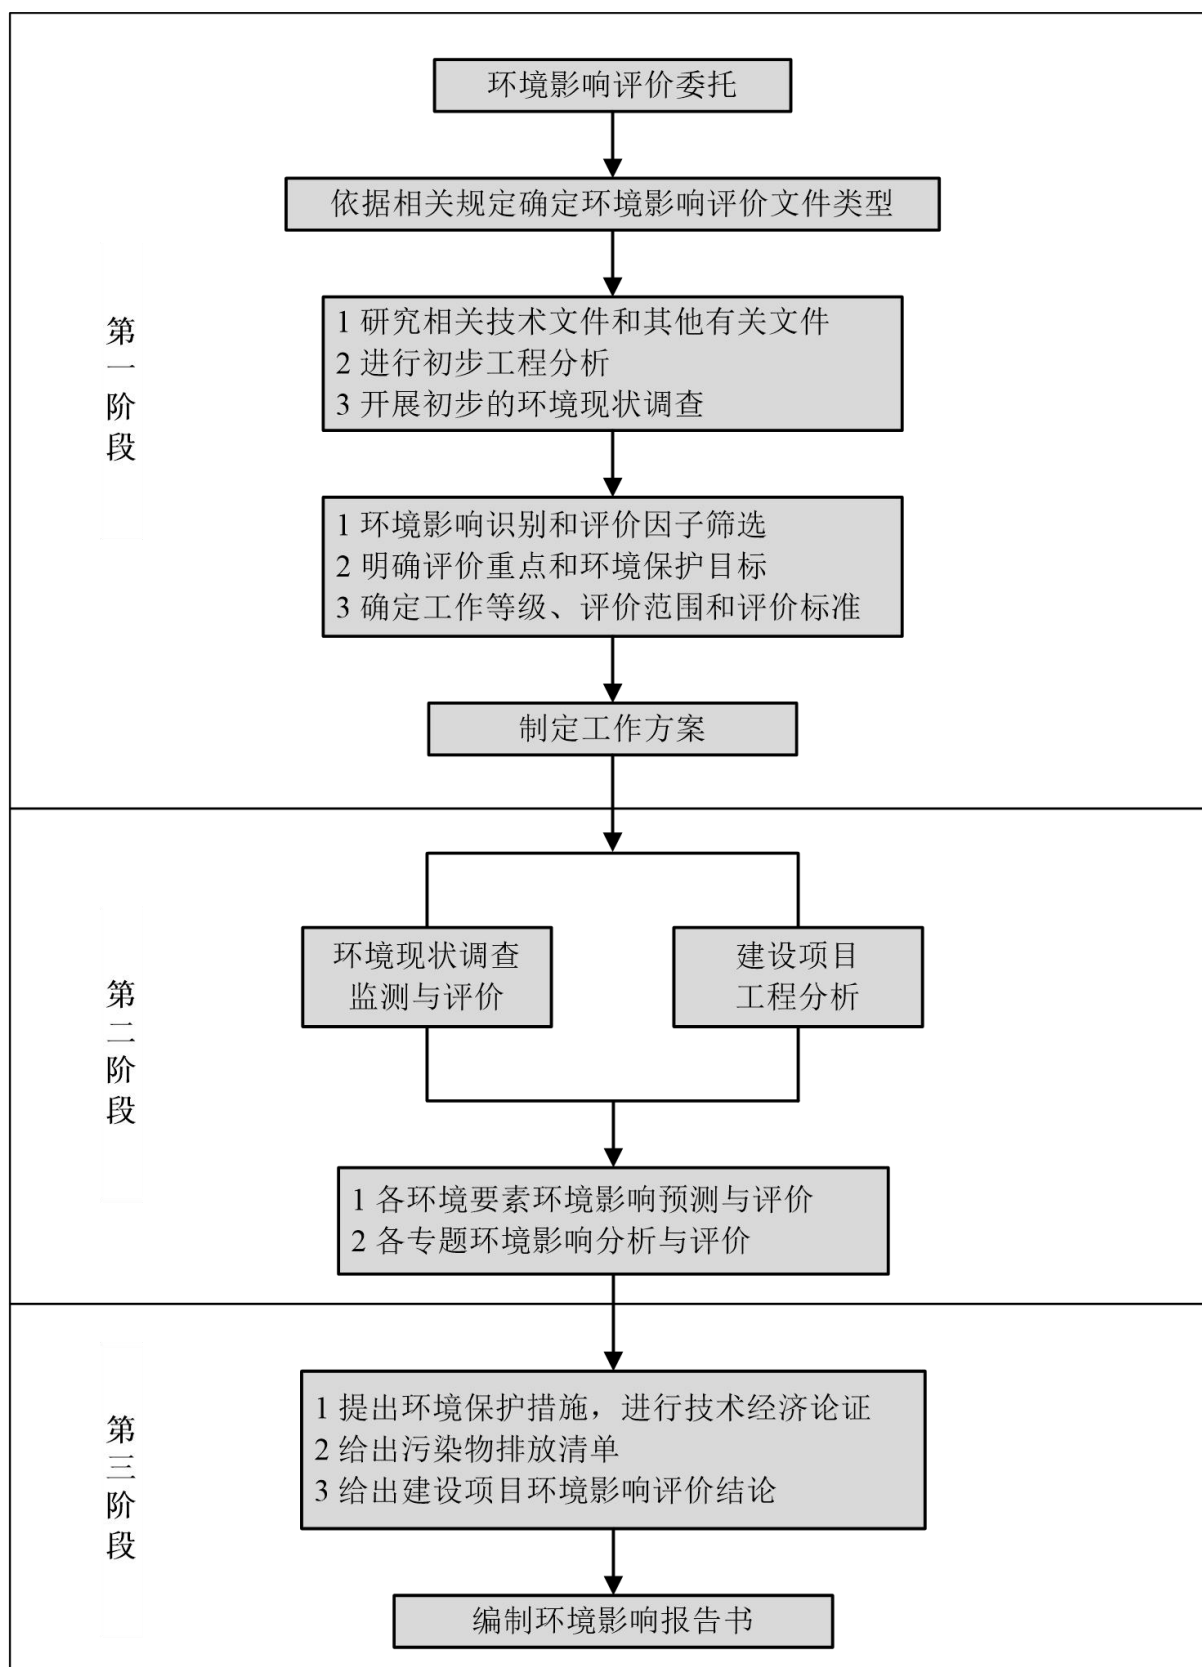 环境影响评价委托
依据相关规定确定环境影响评价文件类型
第一阶段
1 研究相关技术文件和其他有关文件
2 进行初步工程分析
3 开展初步的环境现状调查
1 环境影响识别和评价因子筛选
2 明确评价重点和环境保护目标
3 确定工作等级、评价范围和评价标准
制定工作方案
第二阶段
环境现状调查
监测与评价
建设项目
工程分析
1 各环境要素环境影响预测与评价
2 各专题环境影响分析与评价
第三阶段
1 提出环境保护措施，进行技术经济论证
2 给出污染物排放清单
3 给出建设项目环境影响评价结论
编制环境影响报告书